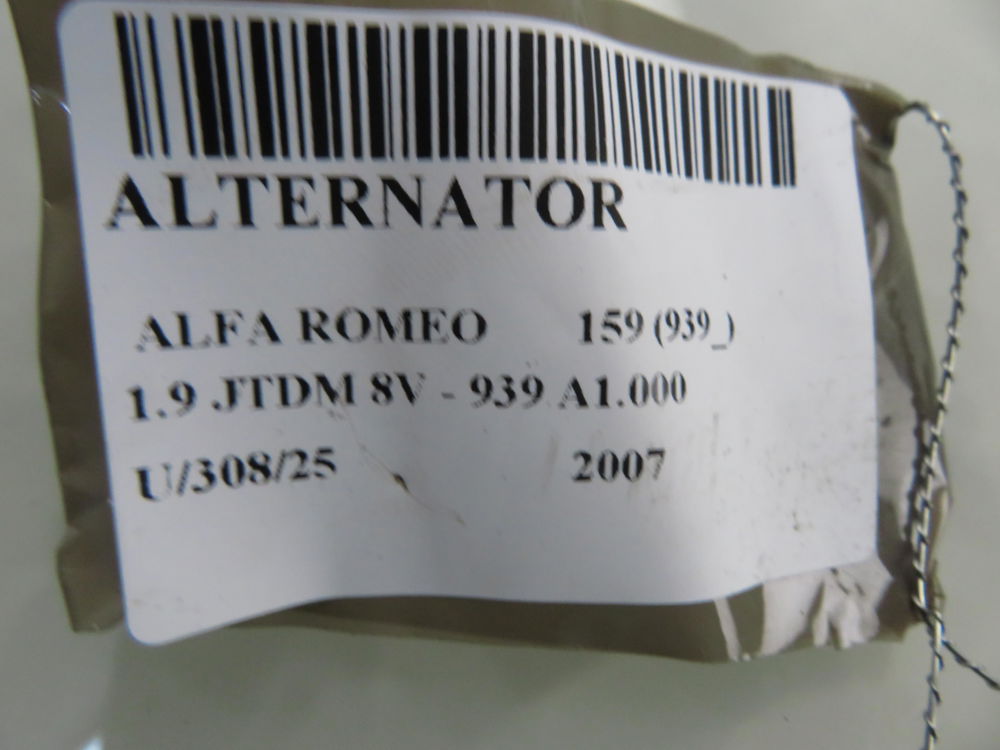 ALTERNATOR
ALFA ROMEO 159 (939_)
1.9 JTDM 8V - 939 A1.000
U/308/25 2007